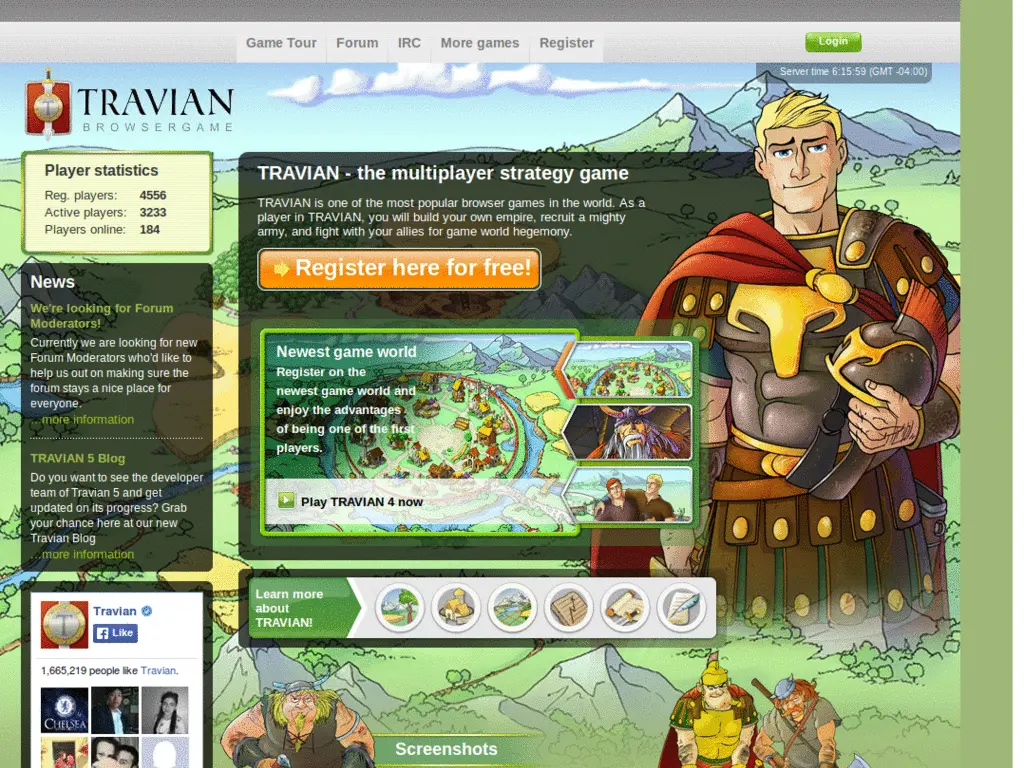 Game Tour
Forum
IRC
More games
Register
Login
Server time 6:15:59 (GMT -04:00)
TRAVIAN
BROWSERGAME
Player statistics
Reg. players: 4556
Active players: 3233
Players online: 184
News
We're looking for Forum
Moderators!
Currently we are looking for new
Forum Moderators who'd like to
help us out on making sure the
forum stays a nice place for
everyone.
...more information
TRAVIAN 5 Blog
Do you want to see the developer
team of Travian 5 and get
updated on its progress? Grab
your chance here at our new
Travian Blog
...more information
Travian
Like
1,665,219 people like Travian.
CHELSEA
TRAVIAN - the multiplayer strategy game
TRAVIAN is one of the most popular browser games in the world. As a
player in TRAVIAN, you will build your own empire, recruit a mighty
army, and fight with your allies for game world hegemony.
Register here for free!
Newest game world
Register on the
newest game world and
enjoy the advantages
of being one of the first
players.
Play TRAVIAN 4 now
Learn more
about
TRAVIAN!
Screenshots